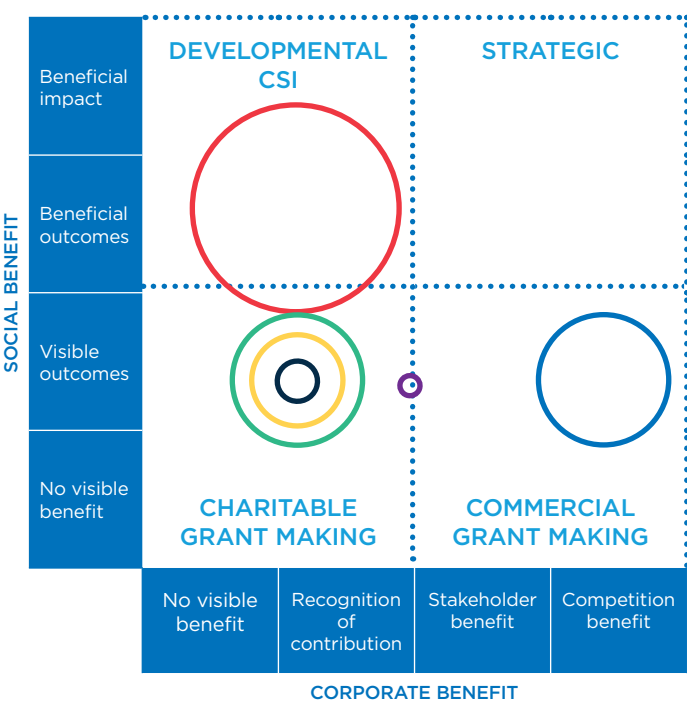 DEVELOPMENTAL
CSI
STRATEGIC
Beneficial
impact
Beneficial
outcomes
SOCIAL BENEFIT
Visible
outcomes
No visible
benefit
CHARITABLE
GRANT MAKING
COMMERCIAL
GRANT MAKING
No visible
benefit
Recognition
of
contribution
Stakeholder
benefit
Competition
benefit
CORPORATE BENEFIT